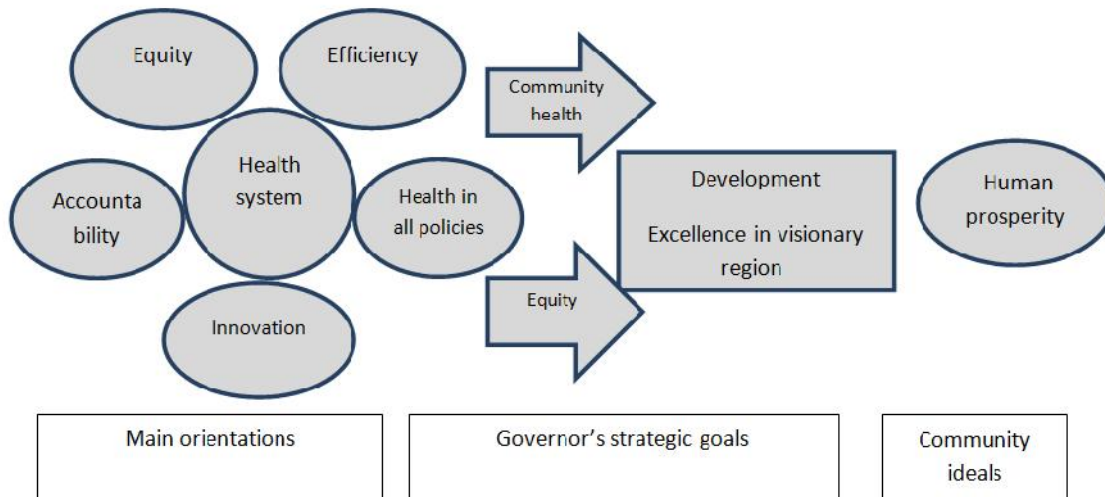 Equity
Efficiency
Community
health
Health
system
Development
Human
prosperity
Accounta
bility
Health in
all policies
Excellence in visionary
region
Equity
Innovation
Main orientations
Governor's strategic goals
Community
ideals